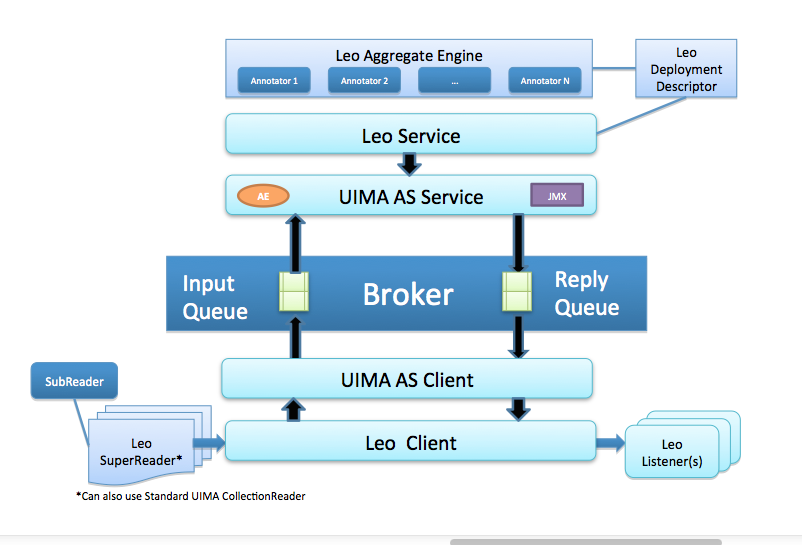 Leo Aggregate Engine
Annotator 1
Annotator 2
...
Annotator N
Leo
Deployment
Descriptor
Leo Service
AE
UIMA AS Service
JMX
Input
Queue
Broker
Reply
Queue
UIMA AS Client
SubReader
Leo
SuperReader*
Leo Client
Leo
Listener(s)
*Can also use Standard UIMA CollectionReader